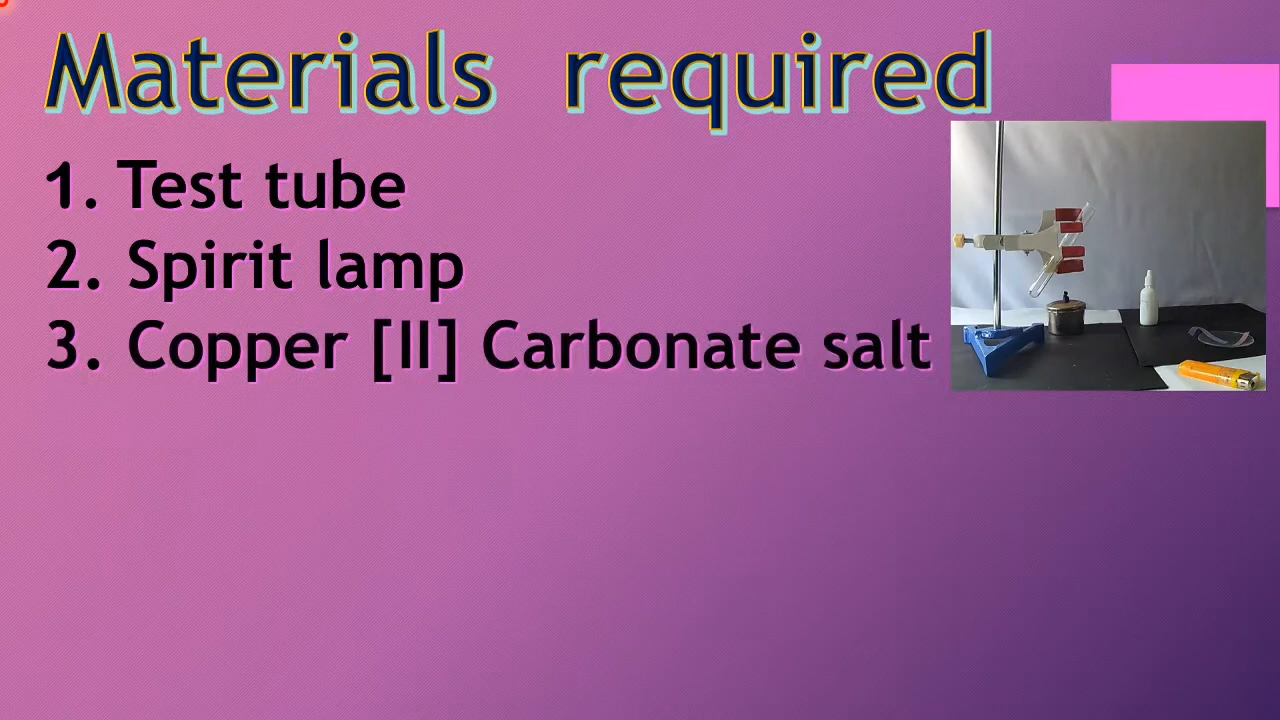 Materials required
1. Test tube
2. Spirit lamp
3. Copper [II] Carbonate salt